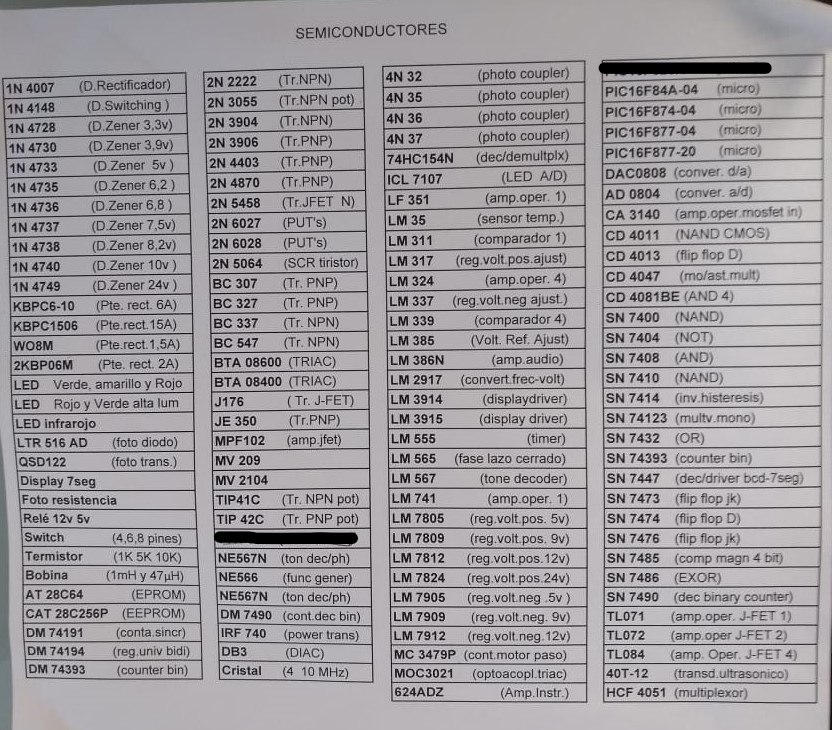 SEMICONDUCTORES
1N 4007 (D.Rectificador)
1N 4148 (D.Switching )
1N 4728 (D.Zener 3,3v)
1N 4730 (D.Zener 3,9v)
1N 4733 (D.Zener 5v )
1N 4735 (D.Zener 6,2 )
1N 4736 (D.Zener 6,8 )
1N 4737 (D.Zener 7,5v)
1N 4738 (D.Zener 8,2v)
1N 4740 (D.Zener 10v )
1N 4749 (D.Zener 24v )
KBPC6-10 (Pte. rect. 6A)
KBPC1506 (Pte.rect.15A)
WO8M (Pte.rect.1,5A)
2KBP06M (Pte. rect. 2A)
LED Verde, amarillo y Rojo
LED Rojo y Verde alta lum
LED infrarojo
LTR 516 AD (foto diodo)
QSD122 (foto trans.)
Display 7seg
Foto resistencia
Relé 12v 5v
Switch (4,6,8 pines)
Termistor (1K 5K 10K)
Bobina (1mH y 47µH)
AT 28C64 (EPROM)
CAT 28C256P (EEPROM)
DM 74191 (conta.sincr)
DM 74194 (reg.univ bidi)
DM 74393 (counter bin)
2N 2222 (Tr.NPN)
2N 3055 (Tr.NPN pot)
2N 3904 (Tr.NPN)
2N 3906 (Tr.PNP)
2N 4403 (Tr.PNP)
2N 4870 (Tr.PNP)
2N 5458 (Tr.JFET N)
2N 6027 (PUT's)
2N 6028 (PUT's)
2N 5064 (SCR tiristor)
BC 307 (Tr. PNP)
BC 327 (Tr. PNP)
BC 337 (Tr. NPN)
BC 547 (Tr. NPN)
BTA 08600 (TRIAC)
BTA 08400 (TRIAC)
J176 ( Tr. J-FET)
JE 350 (Tr.PNP)
MPF102 (amp.jfet)
MV 209
MV 2104
TIP41C (Tr. NPN pot)
TIP 42C (Tr. PNP pot)
NE567N (ton dec/ph)
NE566 (func gener)
NE567N (ton dec/ph)
DM 7490 (cont.dec bin)
IRF 740 (power trans)
DB3 (DIAC)
Cristal (4 10 MHz)
4N 32 (photo coupler)
4N 35 (photo coupler)
4N 36 (photo coupler)
4N 37 (photo coupler)
74HC154N (dec/demultplx)
ICL 7107 (LED A/D)
LF 351 (amp.oper. 1)
LM 35 (sensor temp.)
LM 311 (comparador 1)
LM 317 (reg.volt.pos.ajust)
LM 324 (amp.oper. 4)
LM 337 (reg.volt.neg ajust.)
LM 339 (comparador 4)
LM 385 (Volt. Ref. Ajust)
LM 386N (amp.audio)
LM 2917 (convert.frec-volt)
LM 3914 (displaydriver)
LM 3915 (display driver)
LM 555 (timer)
LM 565 (fase lazo cerrado)
LM 567 (tone decoder)
LM 741 (amp.oper. 1)
LM 7805 (reg.volt.pos. 5v)
LM 7809 (reg.volt.pos. 9v)
LM 7812 (reg.volt.pos.12v)
LM 7824 (reg.volt.pos.24v)
LM 7905 (reg.volt.neg .5v )
LM 7909 (reg.volt.neg. 9v)
LM 7912 (reg.volt.neg.12v)
MC 3479P (cont.motor paso)
MOC3021 (optoacopl.triac)
624ADZ (Amp.Instr.)
PIC16F84A-04 (micro)
PIC16F874-04 (micro)
PIC16F877-04 (micro)
PIC16F877-20 (micro)
DAC0808 (conver. d/a)
AD 0804 (conver. a/d)
CA 3140 (amp.oper.mosfet in)
CD 4011 (NAND CMOS)
CD 4013 (flip flop D)
CD 4047 (mo/ast.mult)
CD 4081BE (AND 4)
SN 7400 (NAND)
SN 7404 (NOT)
SN 7408 (AND)
SN 7410 (NAND)
SN 7414 (inv.histeresis)
SN 74123 (multv.mono)
SN 7432 (OR)
SN 74393 (counter bin)
SN 7447 (dec/driver bcd-7seg)
SN 7473 (flip flop jk)
SN 7474 (flip flop D)
SN 7476 (flip flop jk)
SN 7485 (comp magn 4 bit)
SN 7486 (EXOR)
SN 7490 (dec binary counter)
TL071 (amp.oper. J-FET 1)
TL072 (amp.oper J-FET 2)
TL084 (amp. Oper. J-FET 4)
40T-12 (transd.ultrasonico)
HCF 4051 (multiplexor)